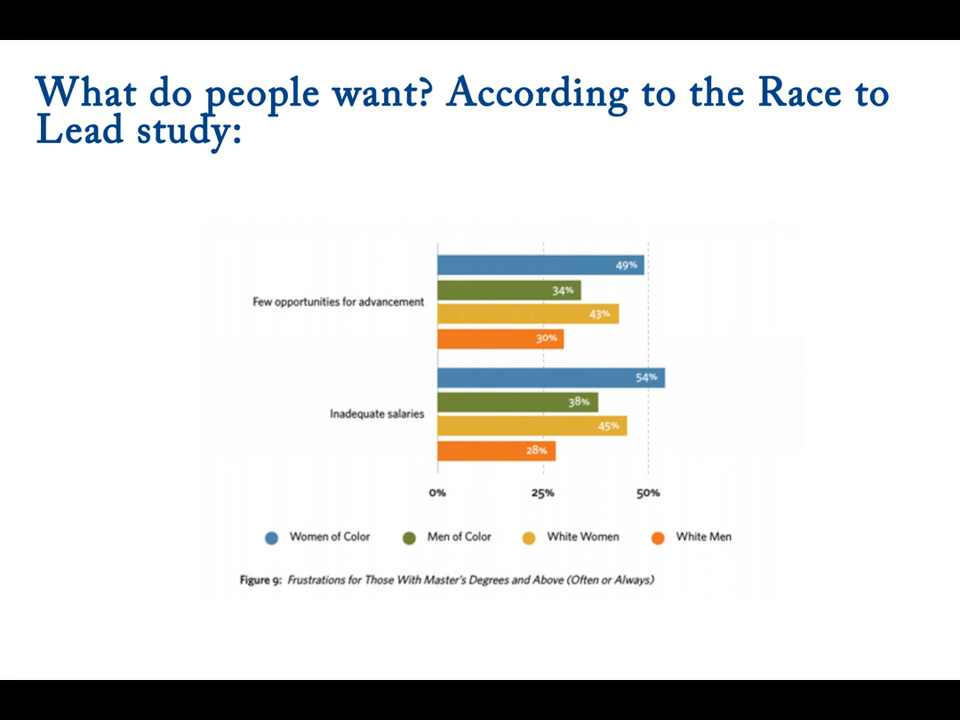 What do people want? According to the Race to
Lead study:
49%
34%
Few opportunities for advancement
43%
30%
54%
38%
Inadequate salaries
45%
28%
0% 25% 50%
Women of Color Men of Color White Women White Men
Figure 9: Frustrations for Those With Master's Degrees and Above (Often or Always)